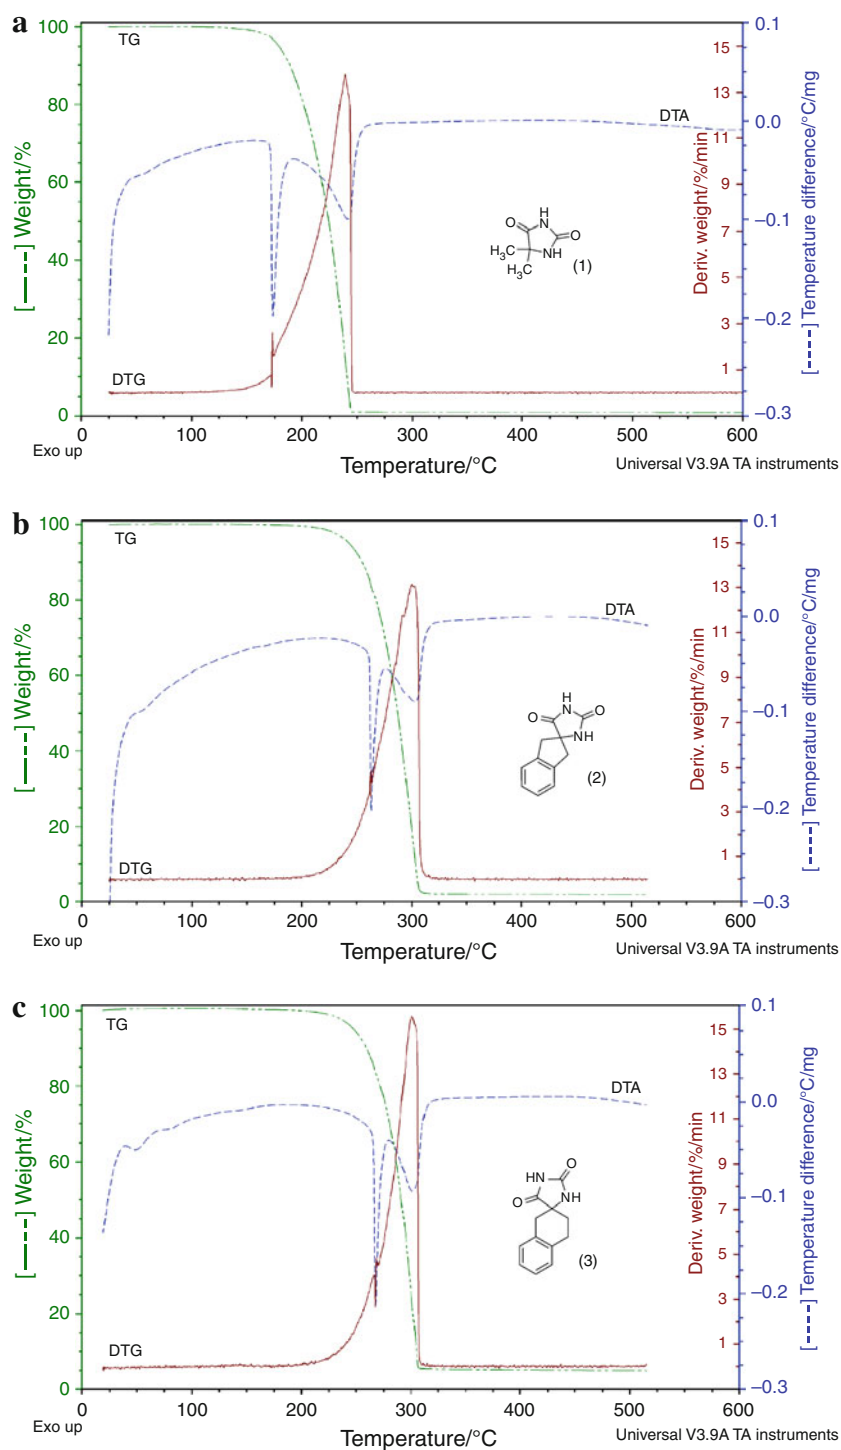 a
100
80
60
40
20
0
[—–––] Weight/%
TG
DTG
DTA
0.1
0.0
−0.1
−0.2
−0.3
15
13
11
9
7
5
3
1
Deriv. weight/%/min
[----] Temperature difference/°C/mg
O
NH
O
NH
H3C
H3C
(1)
0
100
200
300
400
500
600
Exo up
Temperature/°C
Universal V3.9A TA instruments
b
100
80
60
40
20
0
[—–––] Weight/%
TG
DTG
DTA
0.1
0.0
−0.1
−0.2
−0.3
15
13
11
9
7
5
3
1
Deriv. weight/%/min
[----] Temperature difference/°C/mg
H
N
O
O
NH
(2)
0
100
200
300
400
500
600
Exo up
Temperature/°C
Universal V3.9A TA instruments
c
100
80
60
40
20
0
[—–––] Weight/%
TG
DTG
DTA
0.1
0.0
−0.1
−0.2
−0.3
15
13
11
9
7
5
3
1
Deriv. weight/%/min
[----] Temperature difference/°C/mg
O
HN
NH
O
(3)
0
100
200
300
400
500
600
Exo up
Temperature/°C
Universal V3.9A TA instruments